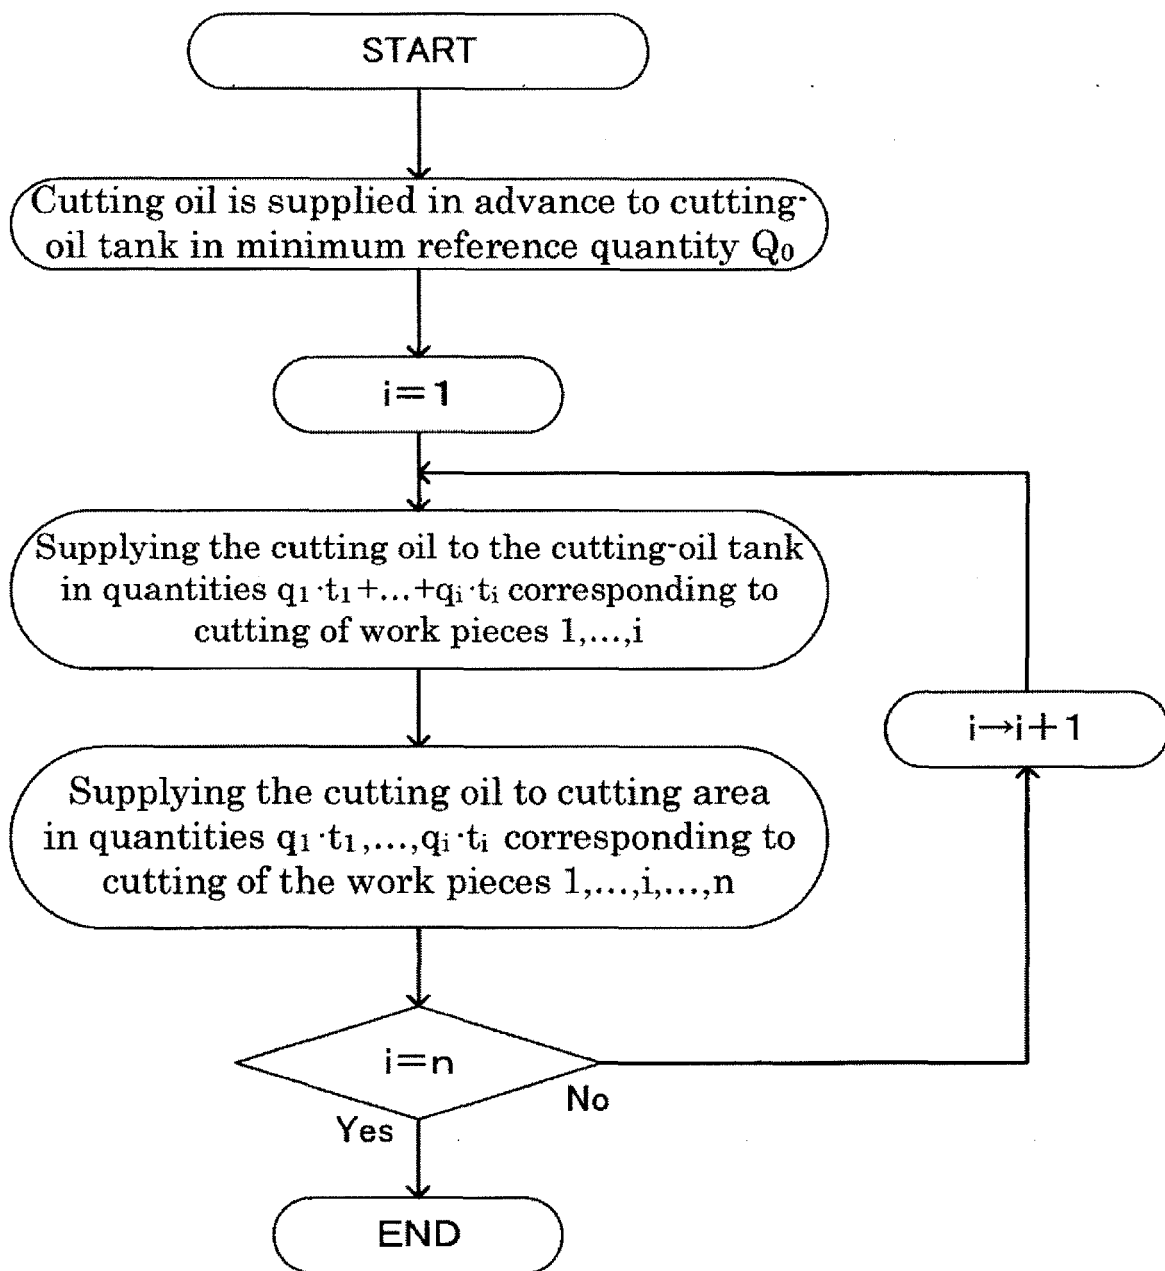 START
Cutting oil is supplied in advance to cutting-
oil tank in minimum reference quantity Q₀
i=1
Supplying the cutting oil to the cutting-oil tank
in quantities q₁·t₁+...+qᵢ·tᵢ corresponding to
cutting of work pieces 1,...,i
i→i+1
Supplying the cutting oil to cutting area
in quantities q₁·t₁,...,qᵢ·tᵢ corresponding to
cutting of the work pieces 1,...,i,...,n
i=n
No
Yes
END